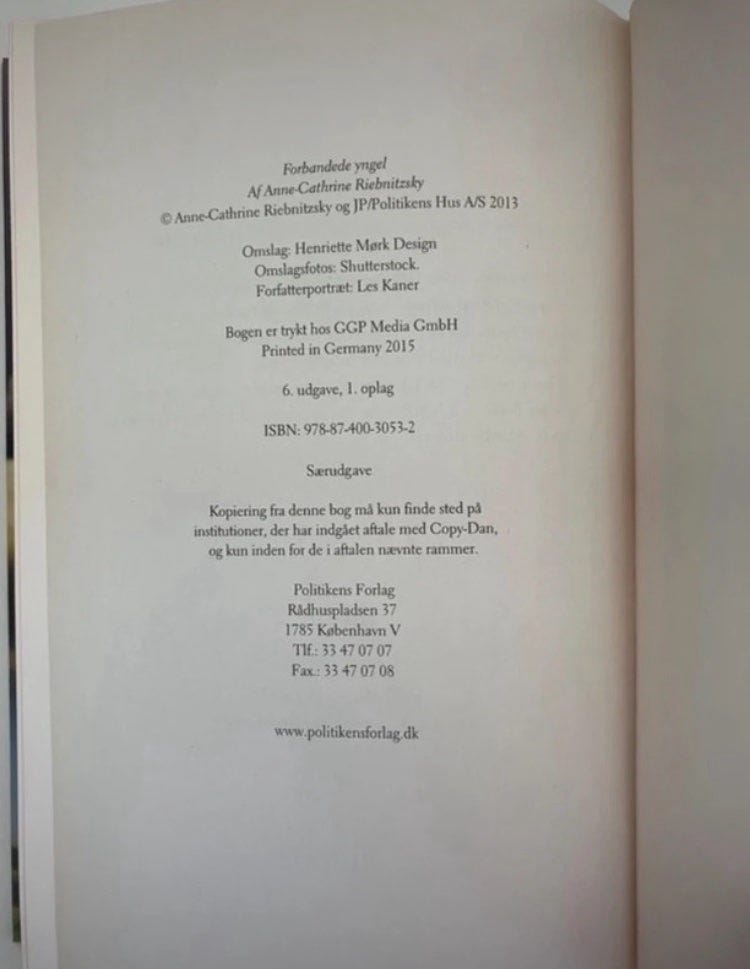 Forbandede yngel
Af Anne-Cathrine Riebnitzsky
© Anne-Cathrine Riebnitzsky og JP/Politikens Hus A/S 2013
Omslag: Henriette Mørk Design
Omslagsfotos: Shutterstock.
Forfatterportræt: Les Kaner
Bogen er trykt hos GGP Media GmbH
Printed in Germany 2015
6. udgave, 1. oplag
ISBN: 978-87-400-3053-2
Særudgave
Kopiering fra denne bog må kun finde sted på
institutioner, der har indgået aftale med Copy-Dan,
og kun inden for de i aftalen nævnte rammer.
Politikens Forlag
Rådhuspladsen 37
1785 København V
Tlf.: 33 47 07 07
Fax.: 33 47 07 08
www.politikensforlag.dk